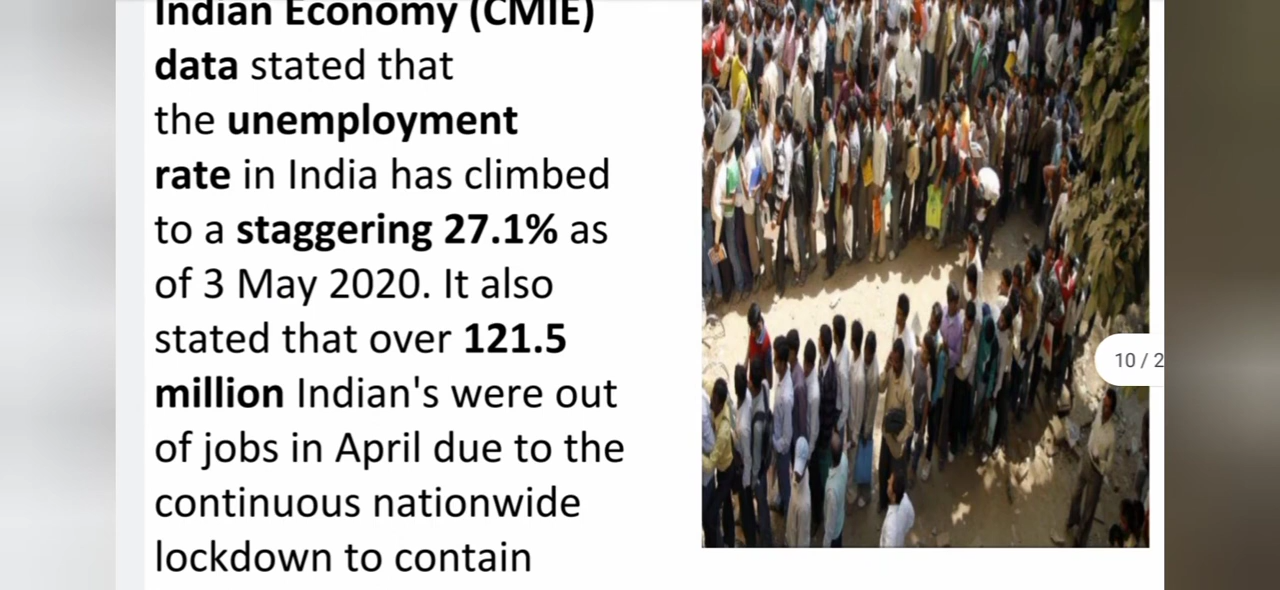 Indian Economy (CMIE)
data stated that
the unemployment
rate in India has climbed
to a staggering 27.1% as
of 3 May 2020. It also
stated that over 121.5
million Indian's were out
of jobs in April due to the
continuous nationwide
lockdown to contain
10 / 2